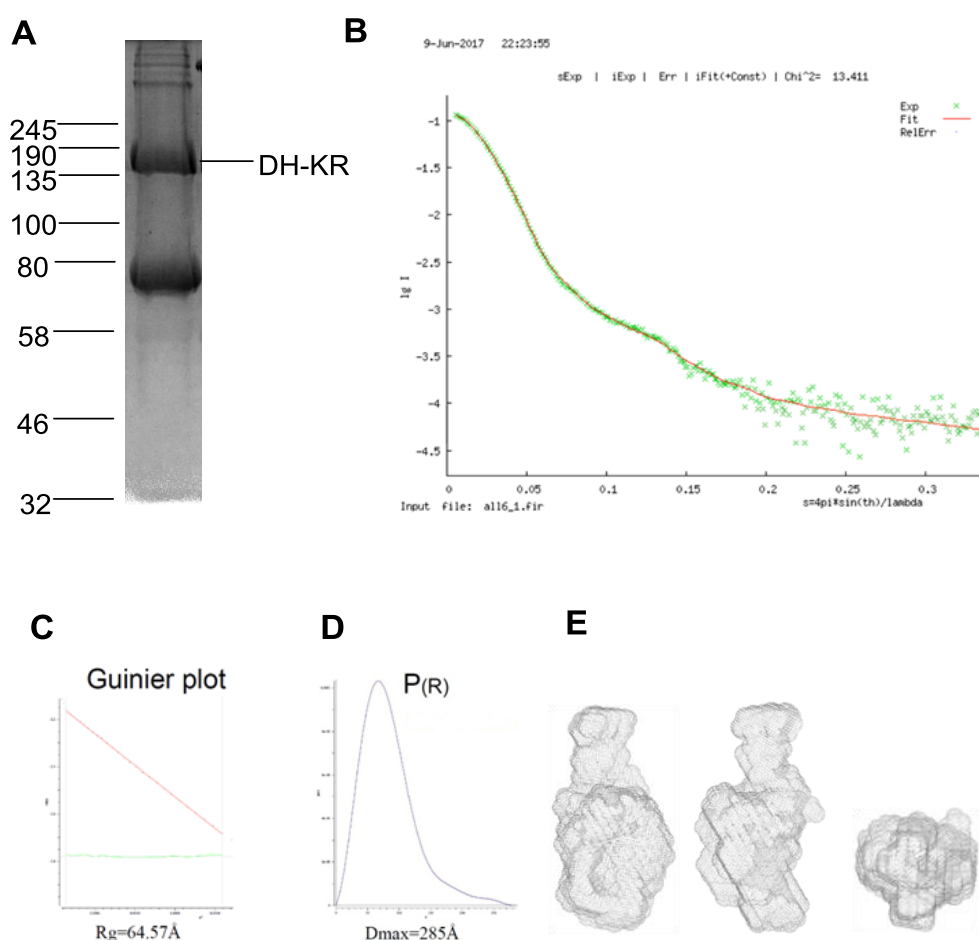 A
245
190
135
100
80
58
46
32
DH-KR
B
9-Jun-2017 22:23:55
sExp | iExp | Err | iFit(+Const) | Chi^2= 13.411
Exp
Fit
RelErr
lg I
-1
-1.5
-2
-2.5
-3
-3.5
-4
-4.5
0 0.05 0.1 0.15 0.2 0.25 0.3
s=4pi*sin(th)/lambda
Input file: all6_1.fir
C
Guinier plot
Rg=64.57Å
D
P(R)
Dmax=285Å
E